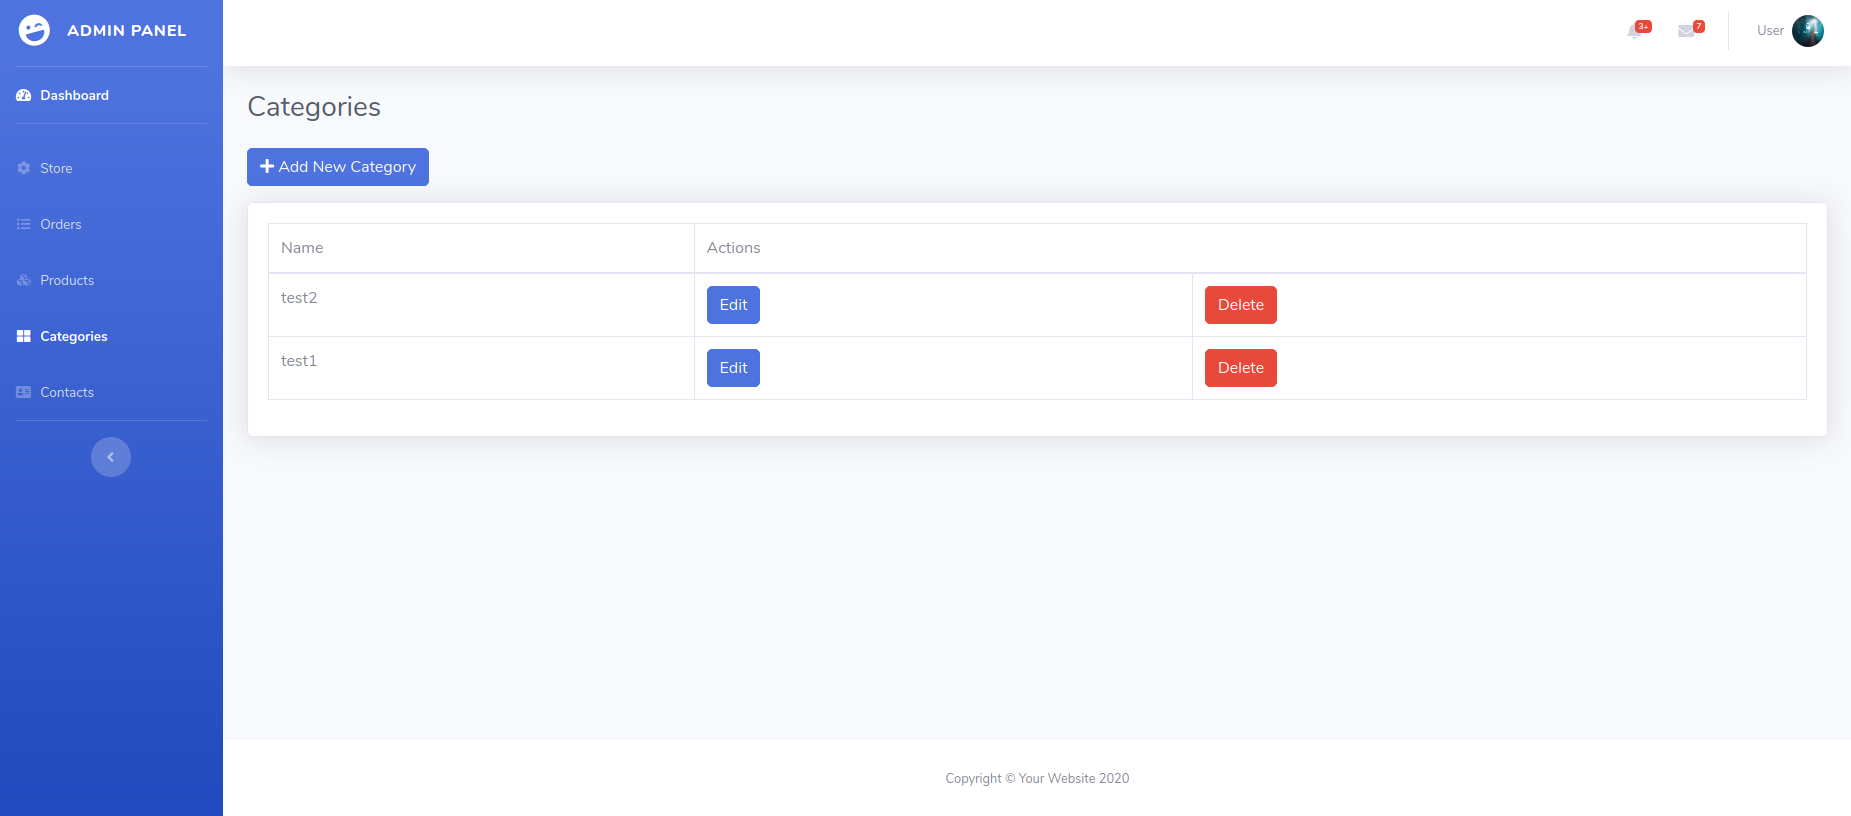 ADMIN PANEL
3+
7
User
Dashboard
Store
Orders
Products
Categories
Contacts
Categories
Add New Category
Name Actions
test2 Edit Delete
test1 Edit Delete
Copyright © Your Website 2020